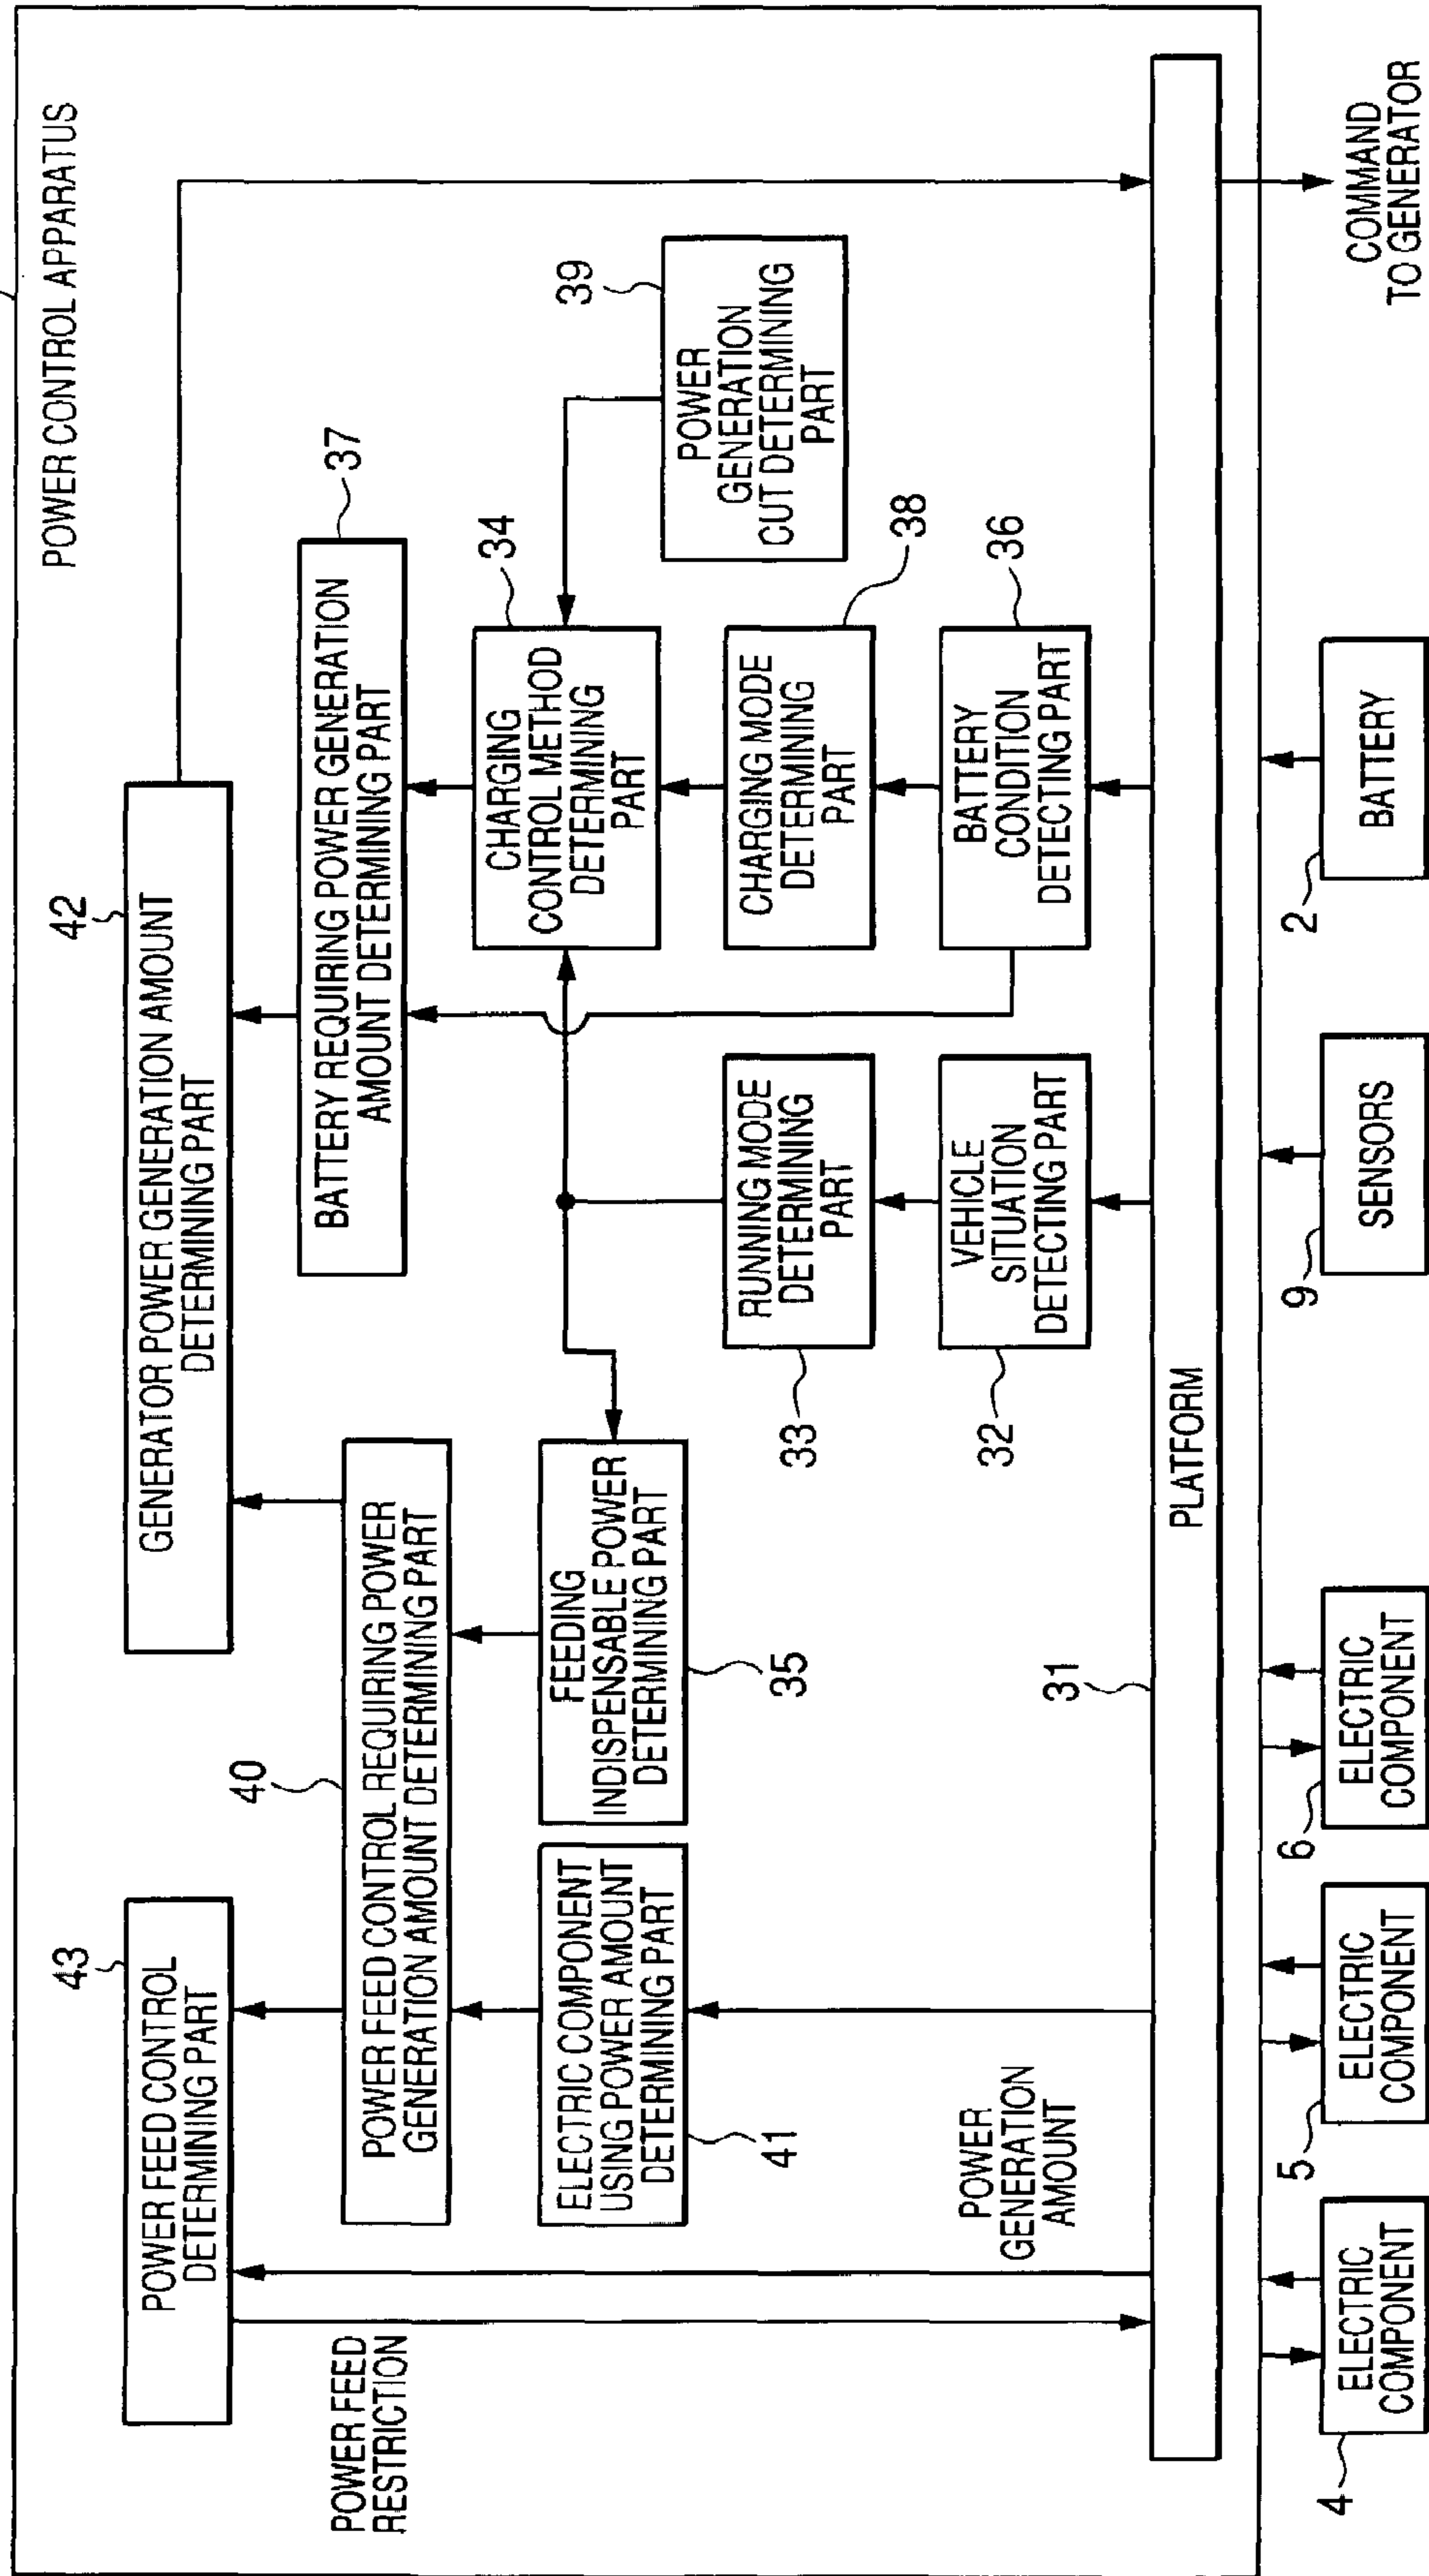 POWER CONTROL APPARATUS
43
POWER FEED CONTROL
DETERMINING PART
42
GENERATOR POWER GENERATION AMOUNT
DETERMINING PART
POWER FEED
RESTRICTION
40
POWER FEED CONTROL REQUIRING POWER
GENERATION AMOUNT DETERMINING PART
37
BATTERY REQUIRING POWER GENERATION
AMOUNT DETERMINING PART
ELECTRIC COMPONENT
USING POWER AMOUNT
DETERMINING PART
41
FEEDING
INDISPENSABLE POWER
DETERMINING PART
35
34
CHARGING
CONTROL METHOD
DETERMINING
PART
39
POWER
GENERATION
CUT DETERMINING
PART
33
RUNNING MODE
DETERMINING
PART
38
CHARGING MODE
DETERMINING
PART
POWER
GENERATION
AMOUNT
32
VEHICLE
SITUATION
DETECTING PART
36
BATTERY
CONDITION
DETECTING PART
31
PLATFORM
4
ELECTRIC
COMPONENT
5
ELECTRIC
COMPONENT
6
ELECTRIC
COMPONENT
9
SENSORS
2
BATTERY
COMMAND
TO GENERATOR